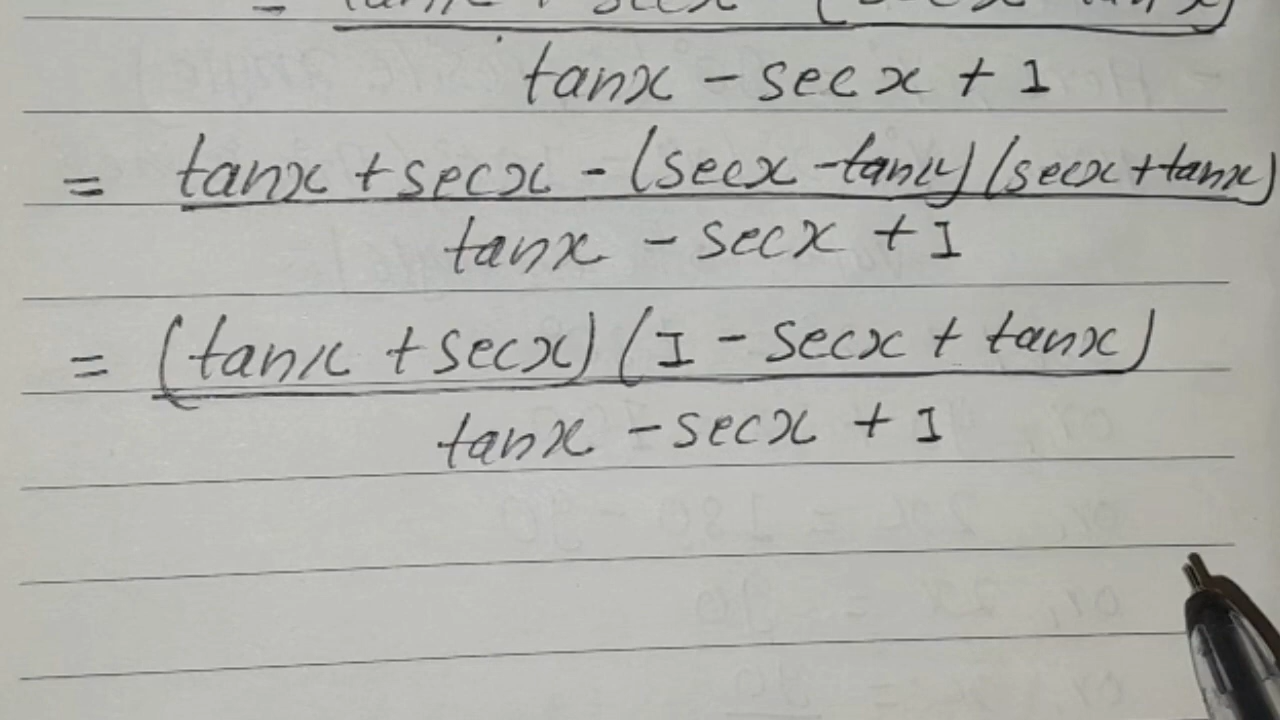 tanx - secx + 1
= tanx + secx - (secx - tanx) (secx + tanx)
tanx - secx + 1
= (tanx + secx) (1 - secx + tanx)
tanx - secx + 1